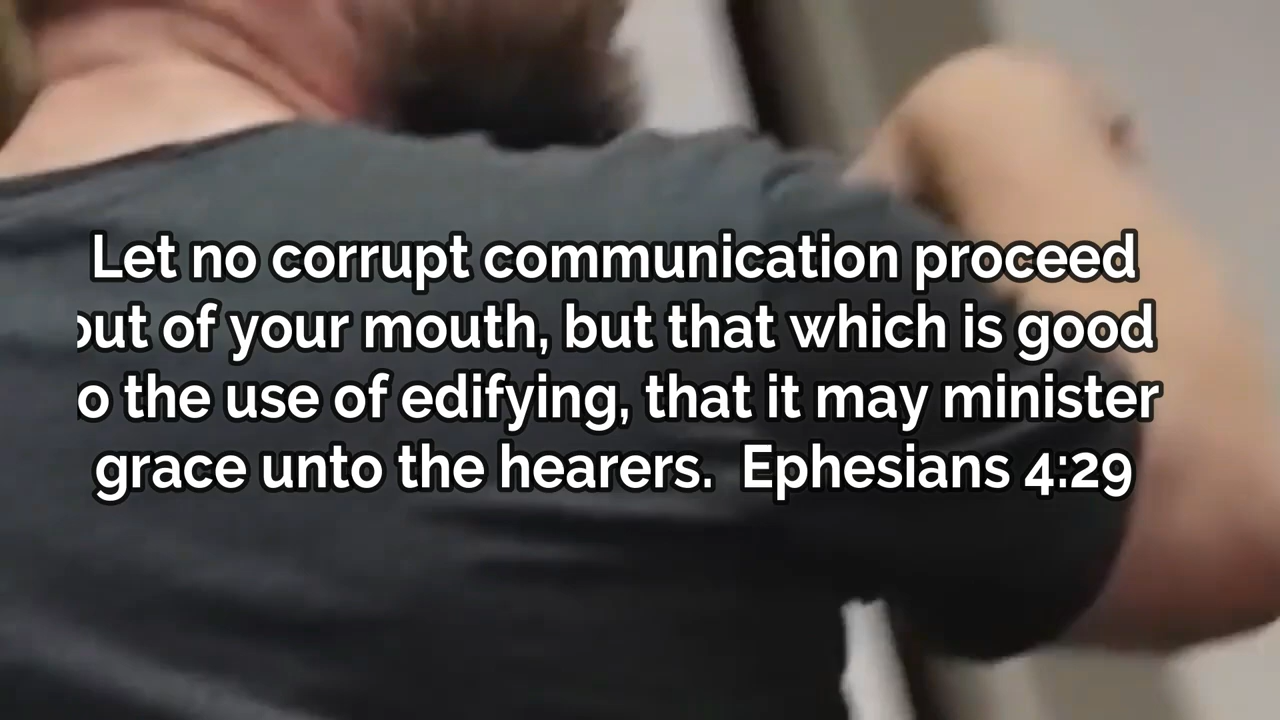 Let no corrupt communication proceed
out of your mouth, but that which is good
o the use of edifying, that it may minister
grace unto the hearers.  Ephesians 4:29